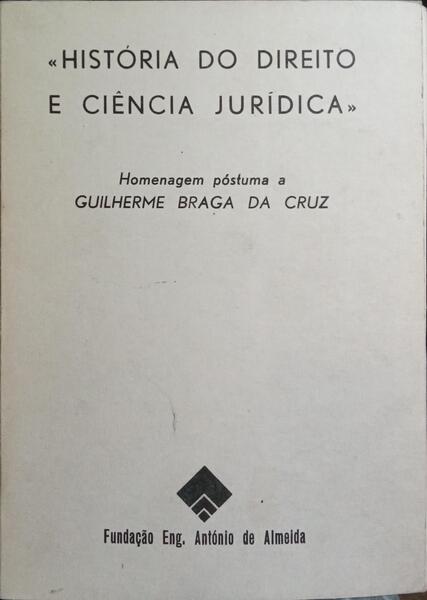 «HISTÓRIA DO DIREITO
E CIÊNCIA JURÍDICA»
Homenagem póstuma a
GUILHERME BRAGA DA CRUZ
Fundação Eng. António de Almeida